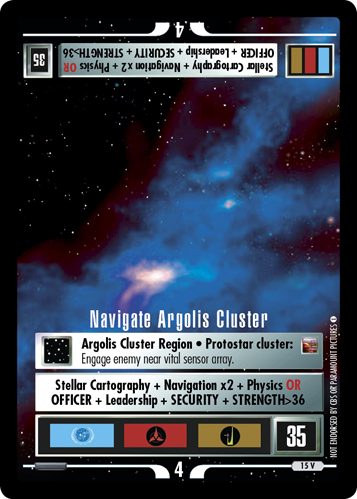 4
OFFICER + Leadership + SECURITY + STRENGTH>36
Stellar Cartography + Navigation x2 + Physics OR
35
Navigate Argolis Cluster
Argolis Cluster Region • Protostar cluster:
Engage enemy near vital sensor array.
Stellar Cartography + Navigation x2 + Physics OR
OFFICER + Leadership + SECURITY + STRENGTH>36
35
4
15 V
NOT ENDORSED BY CBS OR PARAMOUNT PICTURES